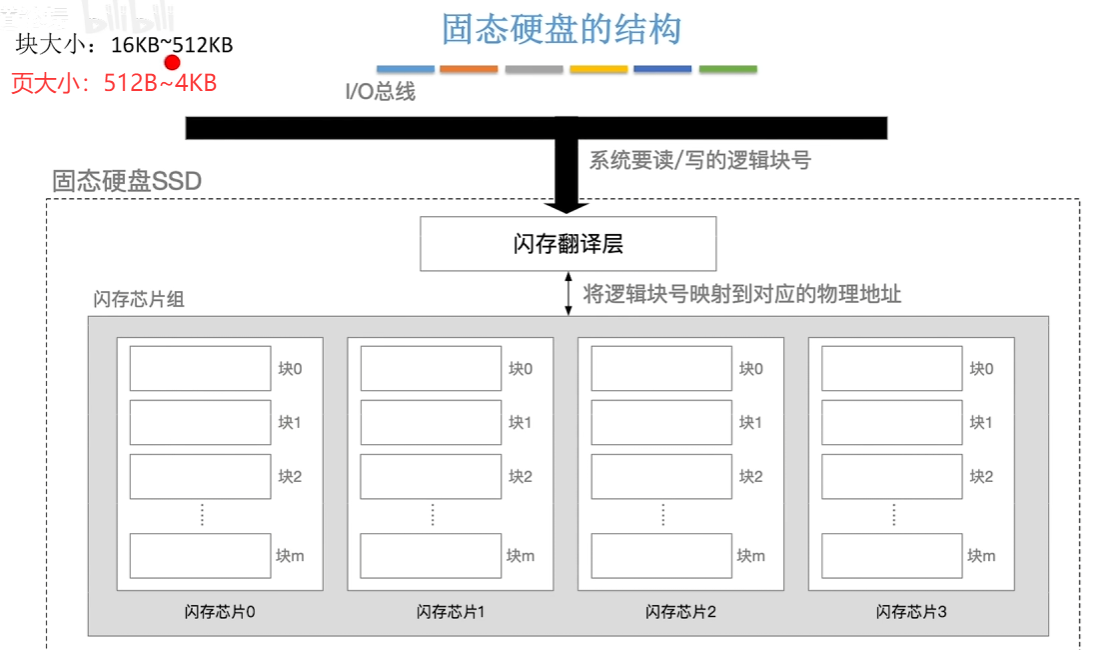 bilibili
固态硬盘的结构
块大小：16KB~512KB
页大小：512B~4KB
I/O总线
系统要读/写的逻辑块号
固态硬盘SSD
闪存翻译层
将逻辑块号映射到对应的物理地址
闪存芯片组
块0 块0 块0 块0
块1 块1 块1 块1
块2 块2 块2 块2
块m 块m 块m 块m
闪存芯片0 闪存芯片1 闪存芯片2 闪存芯片3